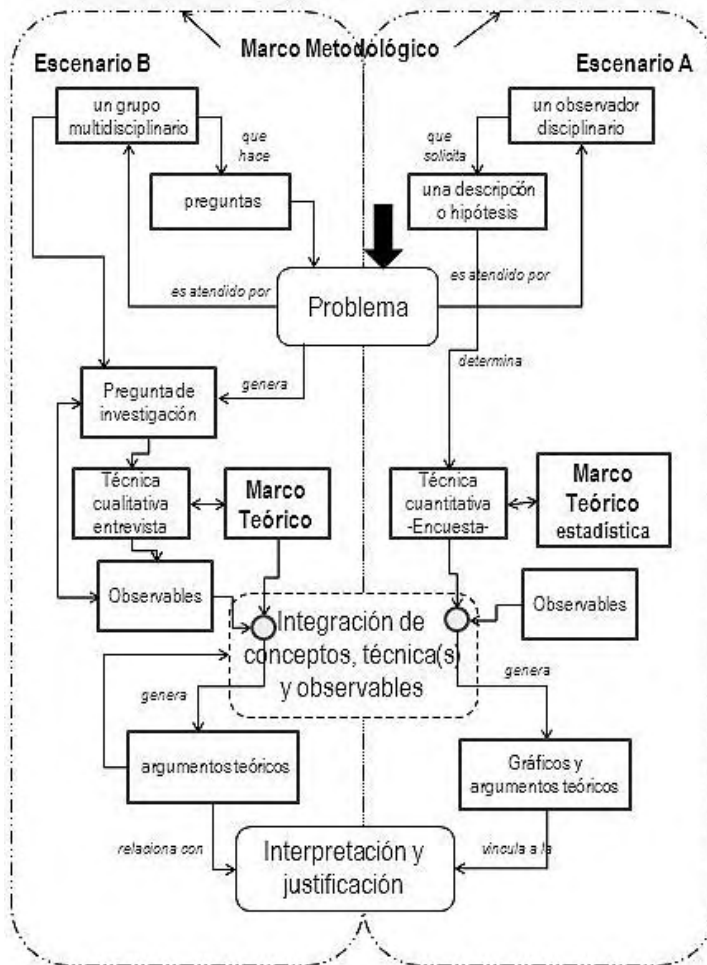 Marco Metodológico
Escenario B
Escenario A
un grupo
multidisciplinario
un observador
disciplinario
que
hace
que
solicita
preguntas
una descripción
o hipótesis
es atendido por
Problema
es atendido por
genera
determina
Pregunta de
investigación
Técnica
cualitativa
entrevista
Marco
Teórico
Técnica
cuantitativa
-Encuesta-
Marco
Teórico
estadística
Observables
Observables
Integración de
conceptos, técnica(s)
y observables
genera
genera
argumentos teóricos
Gráficos y
argumentos teóricos
relaciona con
Interpretación y
justificación
vincula a la